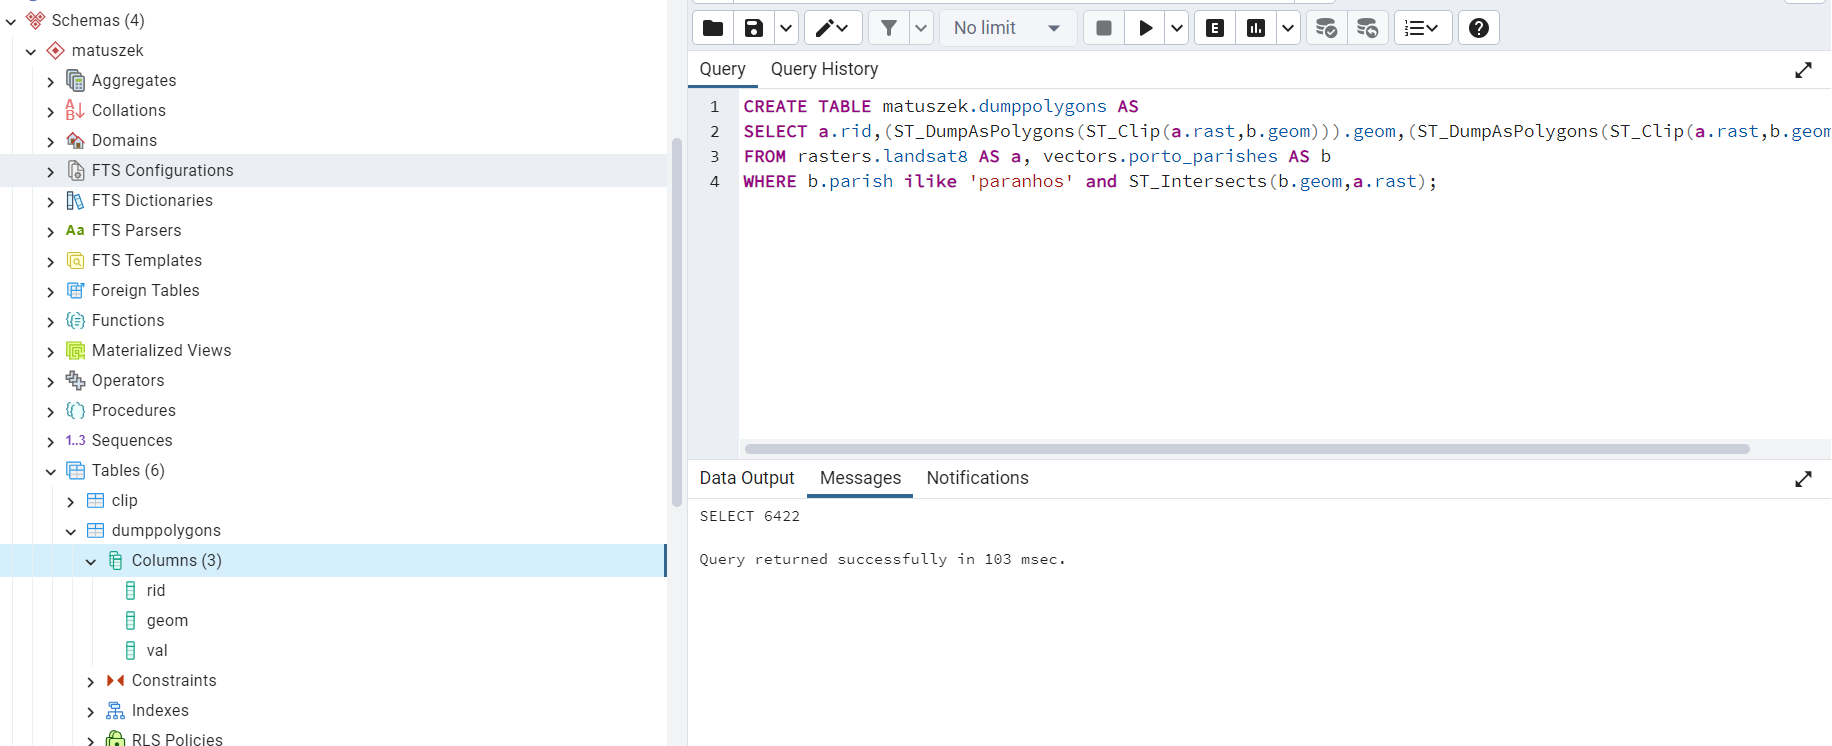 Schemas (4)
matuszek
Aggregates
Collations
Domains
FTS Configurations
FTS Dictionaries
Aa FTS Parsers
FTS Templates
Foreign Tables
Functions
Materialized Views
Operators
Procedures
1..3 Sequences
Tables (6)
clip
dumppolygons
Columns (3)
rid
geom
val
Constraints
Indexes
RLS Policies
No limit
E
Query Query History
1 CREATE TABLE matuszek.dumppolygons AS
2 SELECT a.rid,(ST_DumpAsPolygons(ST_Clip(a.rast,b.geom))).geom,(ST_DumpAsPolygons(ST_Clip(a.rast,b.geom
3 FROM rasters.landsat8 AS a, vectors.porto_parishes AS b
4 WHERE b.parish ilike 'paranhos' and ST_Intersects(b.geom,a.rast);
Data Output Messages Notifications
SELECT 6422
Query returned successfully in 103 msec.